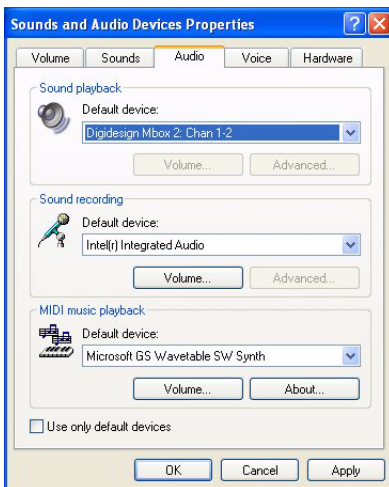 Sounds and Audio Devices Properties
?
X
Volume
Sounds
Audio
Voice
Hardware
Sound playback
Default device:
Digidesign Mbox 2: Chan 1-2
Volume...
Advanced...
Sound recording
Default device:
Intel(r) Integrated Audio
Volume...
Advanced...
MIDI music playback
Default device:
Microsoft GS Wavetable SW Synth
Volume...
About...
Use only default devices
OK
Cancel
Apply